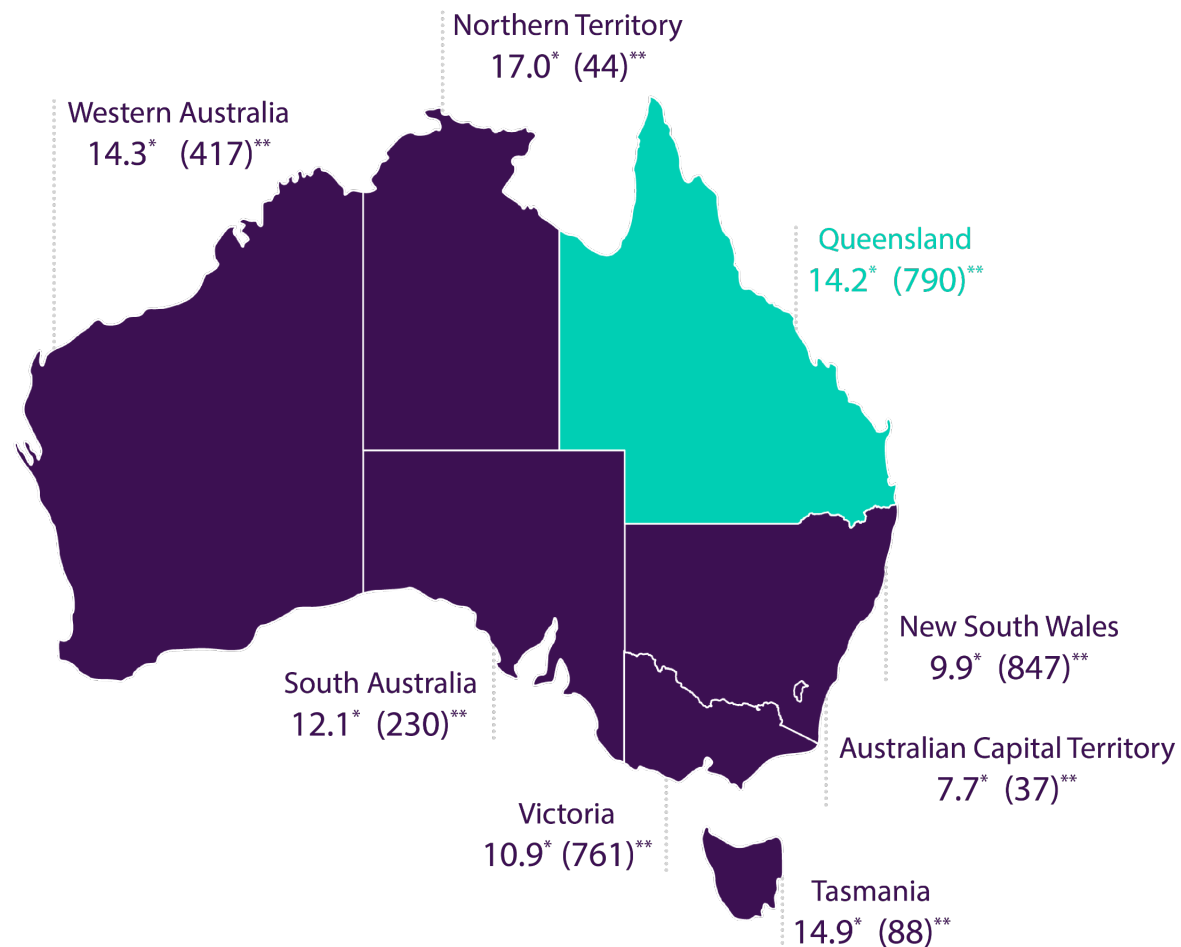 Northern Territory
17.0* (44)**
Western Australia
14.3* (417)**
Queensland
14.2* (790)**
New South Wales
9.9* (847)**
South Australia
12.1* (230)**
Australian Capital Territory
7.7* (37)**
Victoria
10.9* (761)**
Tasmania
14.9* (88)**